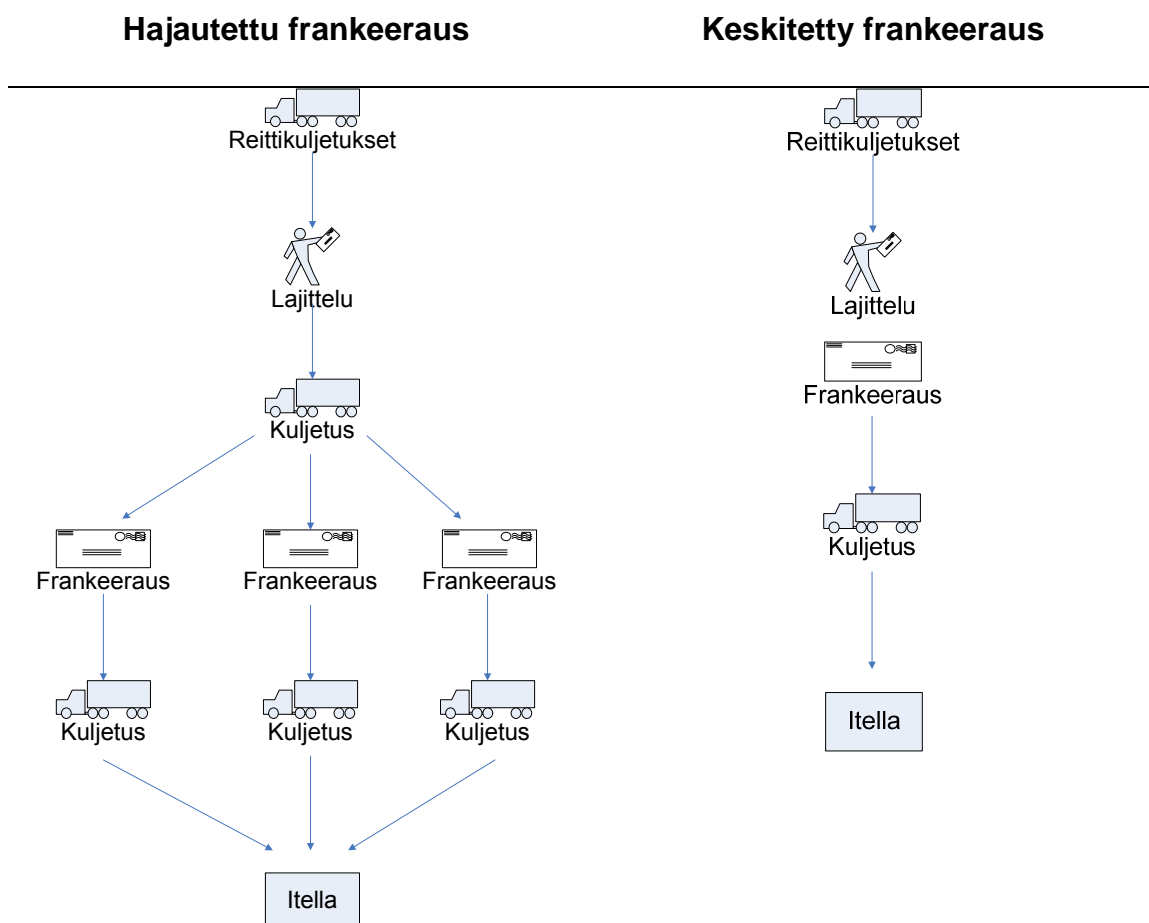 Hajautettu frankeeraus
Keskitetty frankeeraus
Reittikuljetukset
Lajittelu
Kuljetus
Frankeeraus
Frankeeraus
Frankeeraus
Kuljetus
Kuljetus
Kuljetus
Itella
Reittikuljetukset
Lajittelu
Frankeeraus
Kuljetus
Itella